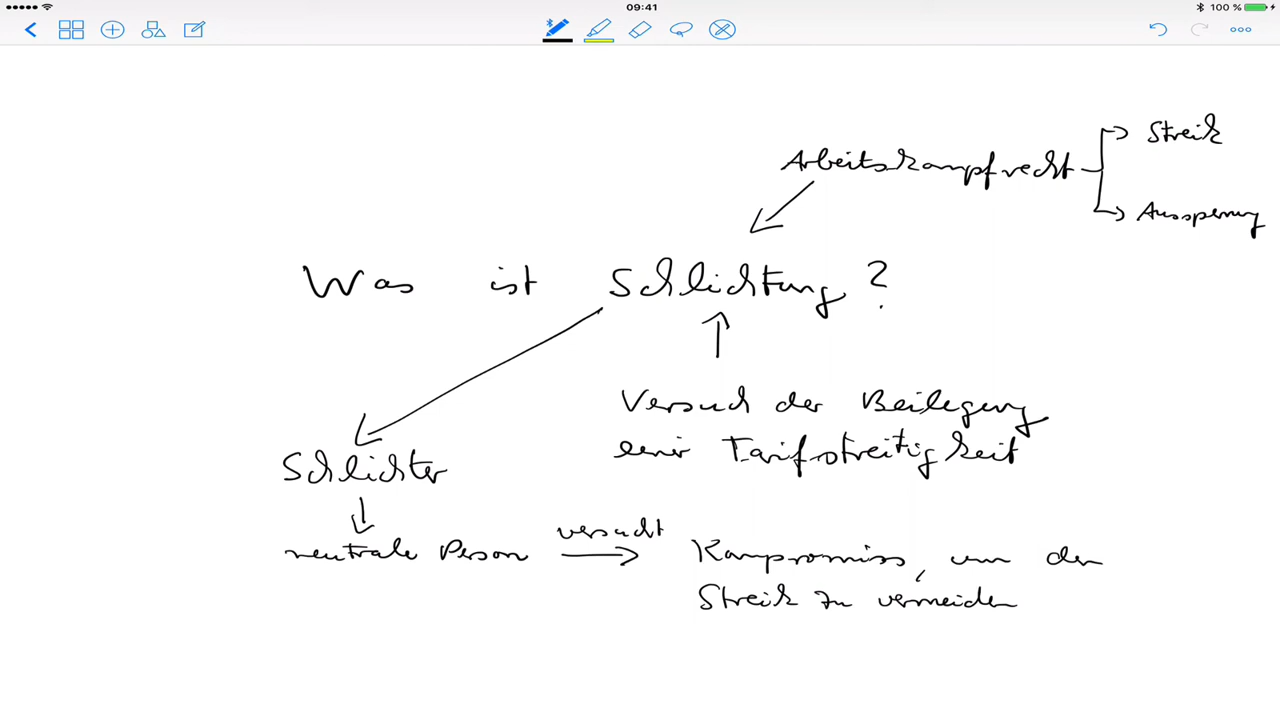 09:41
100 %
Streik
Arbeitskampfrecht
Aussperrung
Was ist Schlichtung?
Versuch der Beilegung
einer Tarifstreitigkeit
Schlichter
versucht
neutrale Person
Kompromiss, um den
Streik zu vermeiden